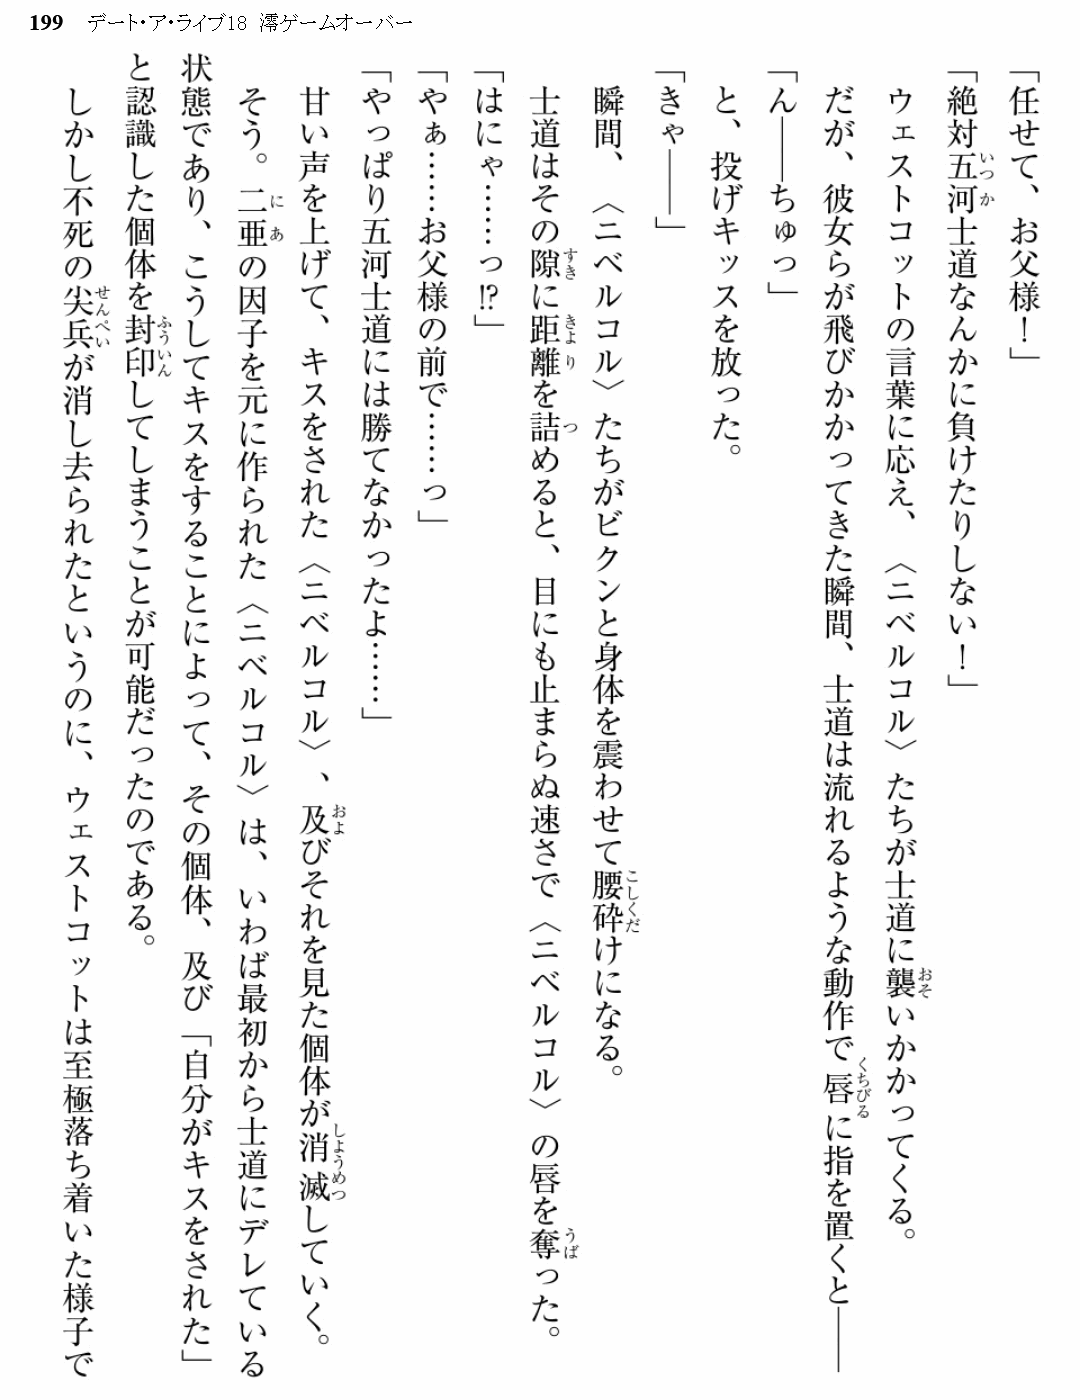 199 デート・ア・ライブ18 澪ゲームオーバー
「任せて、お父様！」
「絶対五河士道なんかに負けたりしない！」
ウェストコットの言葉に応え、〈ニベルコル〉たちが士道に襲いかかってくる。
だが、彼女らが飛びかかってきた瞬間、士道は流れるような動作で唇に指を置くと――
「ん――ちゅっ」
と、投げキッスを放った。
「きゃ――」
瞬間、〈ニベルコル〉たちがビクンと身体を震わせて腰砕けになる。
士道はその隙に距離を詰めると、目にも止まらぬ速さで〈ニベルコル〉の唇を奪った。
「はにゃ……っ!?」
「やぁ……お父様の前で……っ」
「やっぱり五河士道には勝てなかったよ……」
甘い声を上げて、キスをされた〈ニベルコル〉、及びそれを見た個体が消滅していく。
そう。二亜の因子を元に作られた〈ニベルコル〉は、いわば最初から士道にデレている
状態であり、こうしてキスをすることによって、その個体、及び「自分がキスをされた」
と認識した個体を封印してしまうことが可能だったのである。
しかし不死の尖兵が消し去られたというのに、ウェストコットは至極落ち着いた様子で